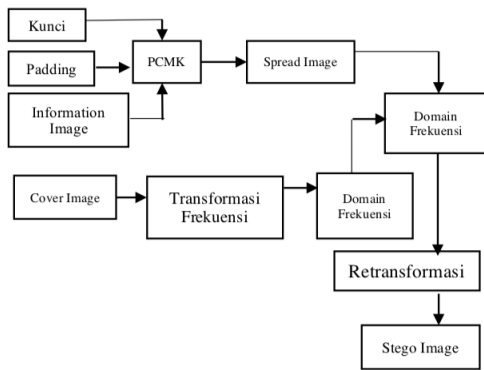 Kunci
Padding
Information
Image
PCMK
Spread Image
Domain
Frekuensi
Cover Image
Transformasi
Frekuensi
Domain
Frekuensi
Retransformasi
Stego Image